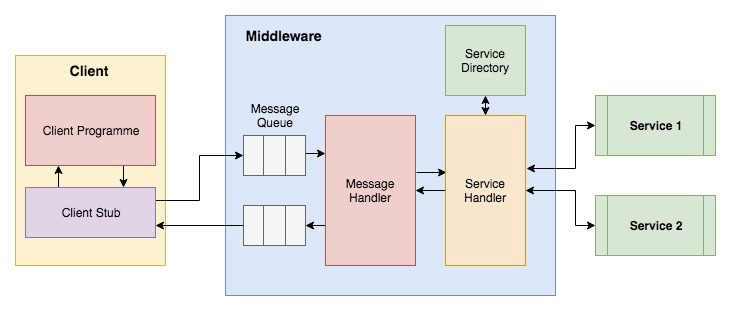 Middleware
Client
Client Programme
Client Stub
Message
Queue
Message
Handler
Service
Directory
Service
Handler
Service 1
Service 2